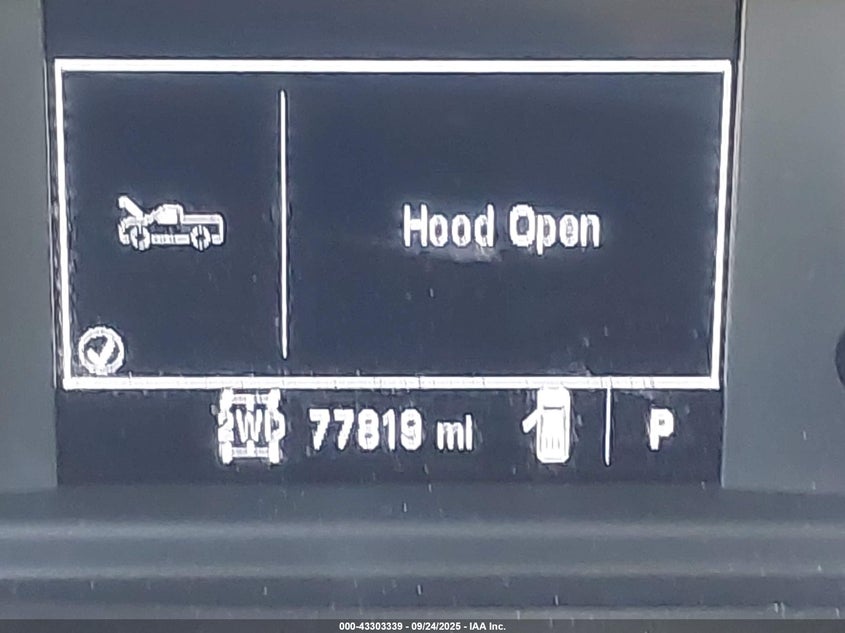 Hood Open
2WD 77819 mi P
000-43303339 - 09/24/2025 - IAA Inc.